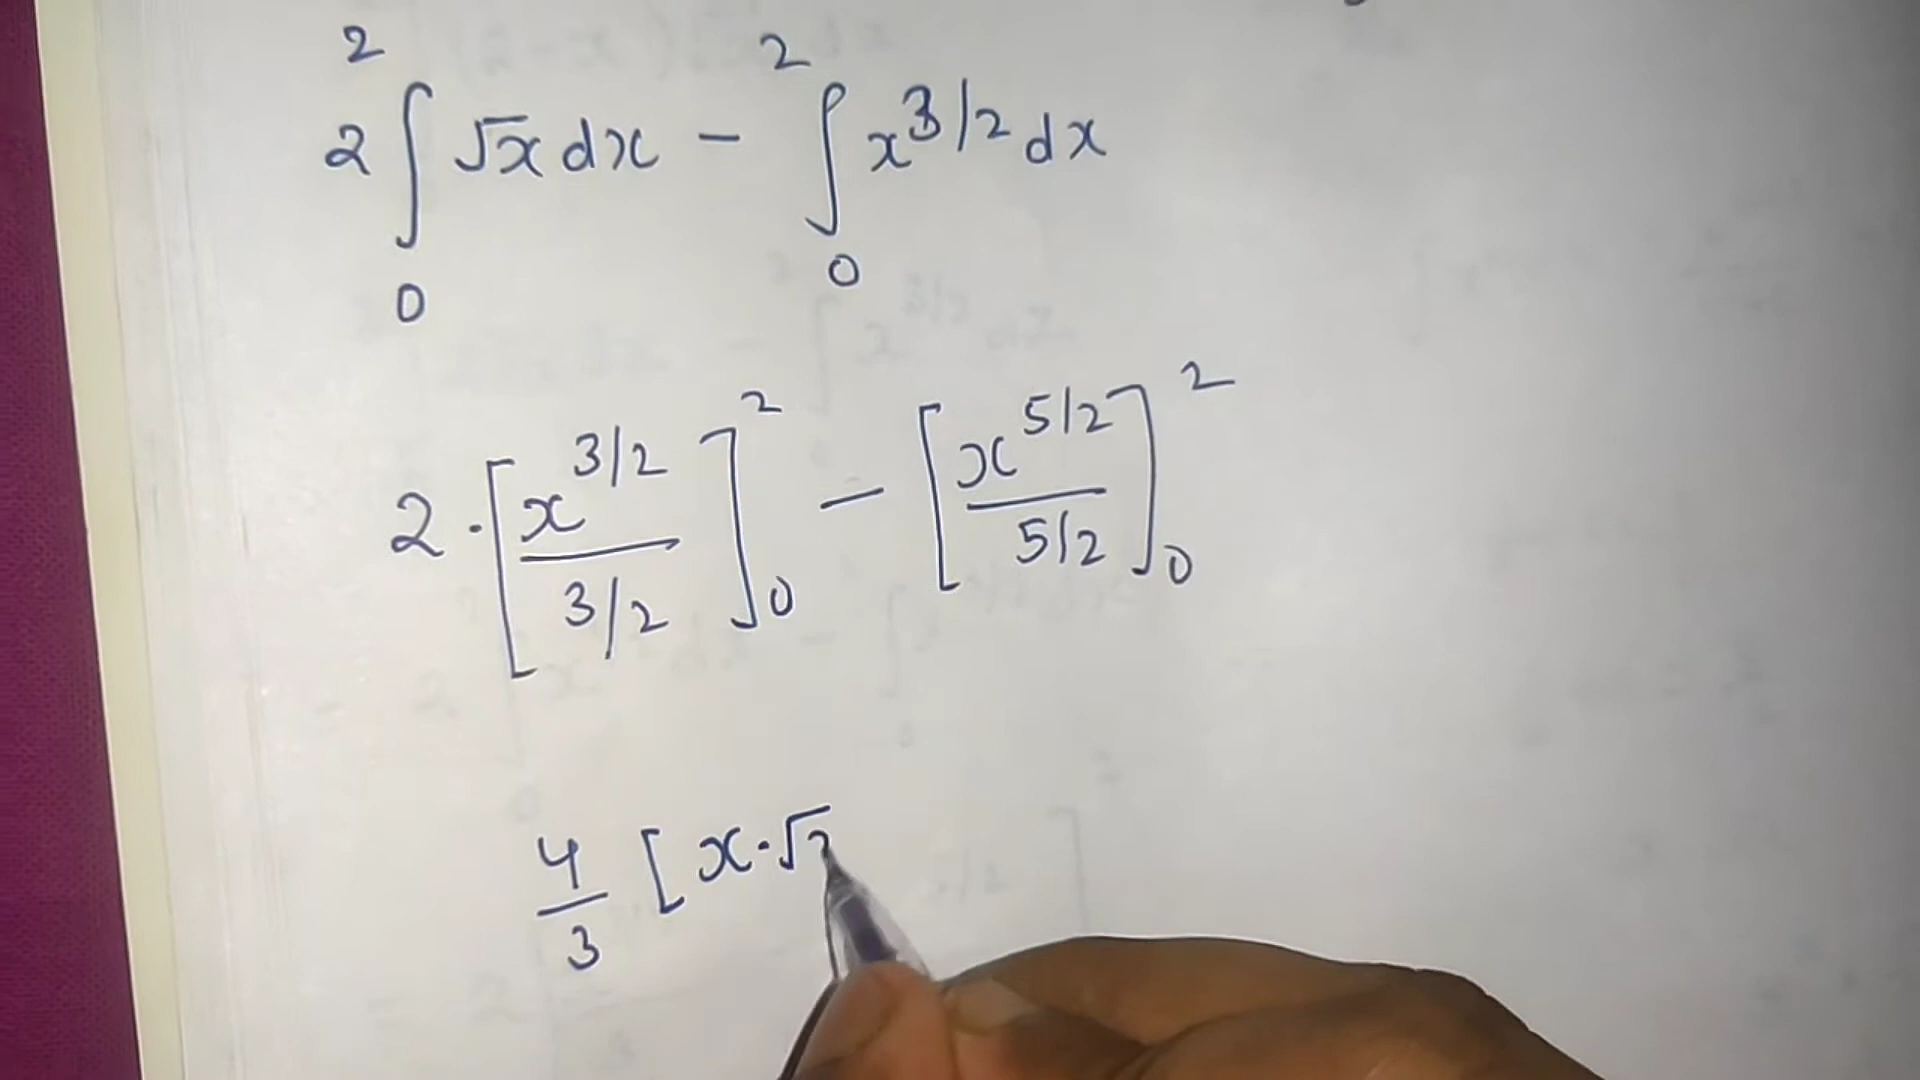 2 ∫₀² √x dx − ∫₀² x^3/2 dx
2 · [x^3/2 / 3/2]₀² − [x^5/2 / 5/2]₀²
4/3 [x · √